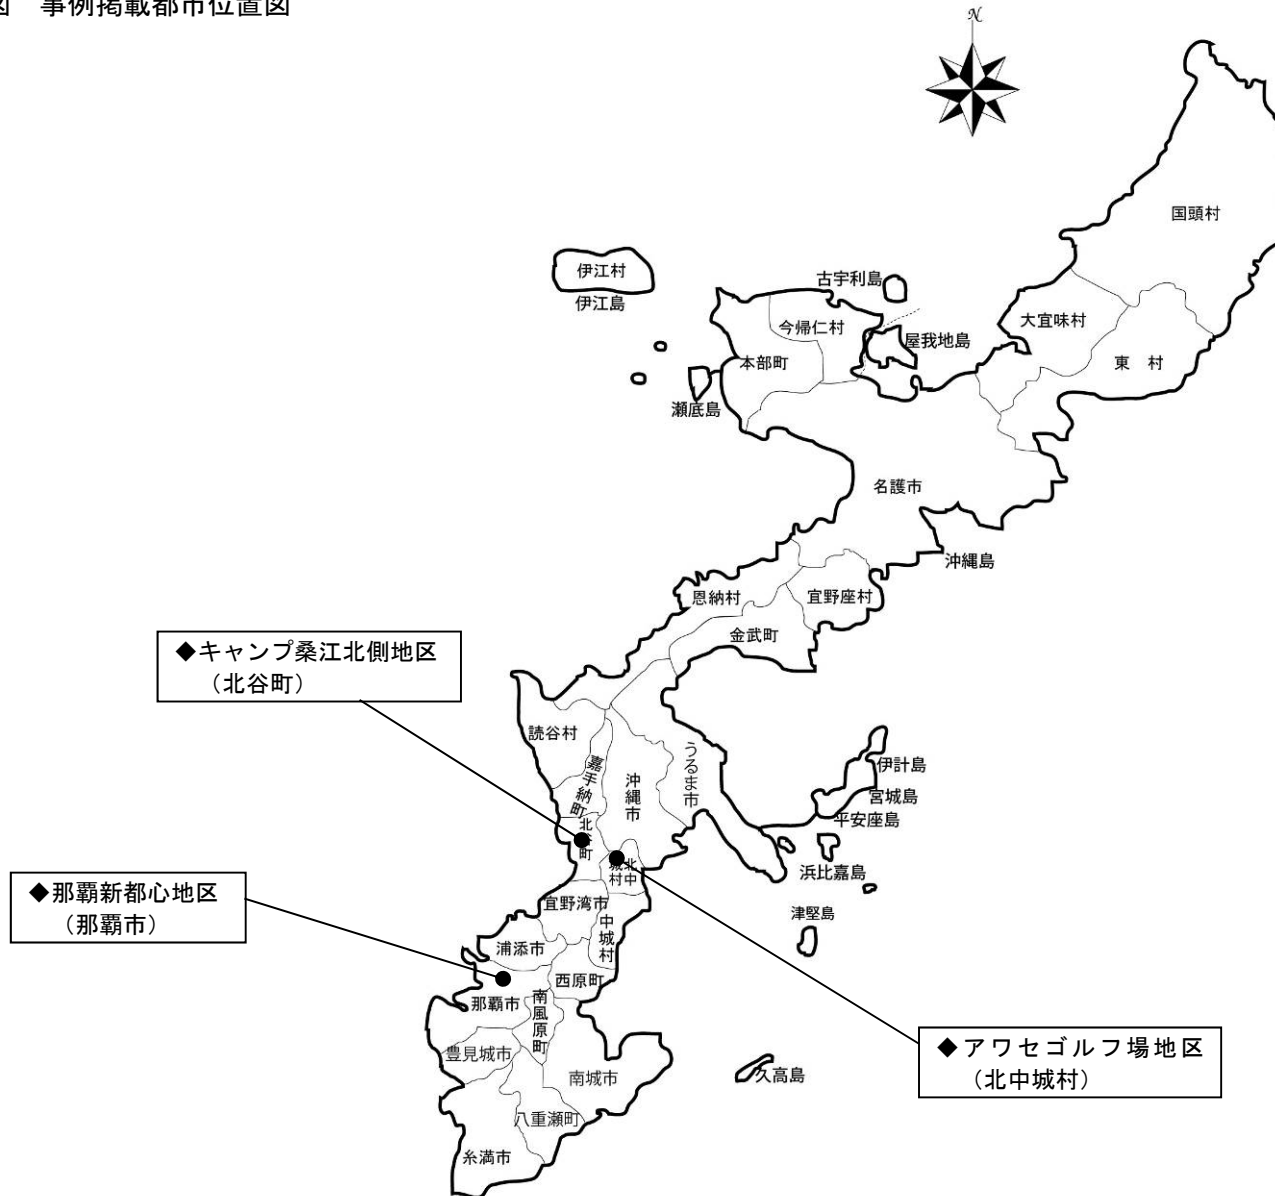 図　事例掲載都市位置図
N
国頭村
伊江村
伊江島
古宇利島
今帰仁村
大宜味村
屋我地島
本部町
東　村
瀬底島
名護市
沖縄島
恩納村
宜野座村
金武町
◆キャンプ桑江北側地区
（北谷町）
読谷村
嘉手納町
沖縄市
うるま市
伊計島
宮城島
平安座島
北谷町
北中城村
浜比嘉島
◆那覇新都心地区
（那覇市）
宜野湾市
中城村
津堅島
浦添市
西原町
那覇市
南風原町
豊見城市
南城市
久高島
◆アワセゴルフ場地区
（北中城村）
八重瀬町
糸満市